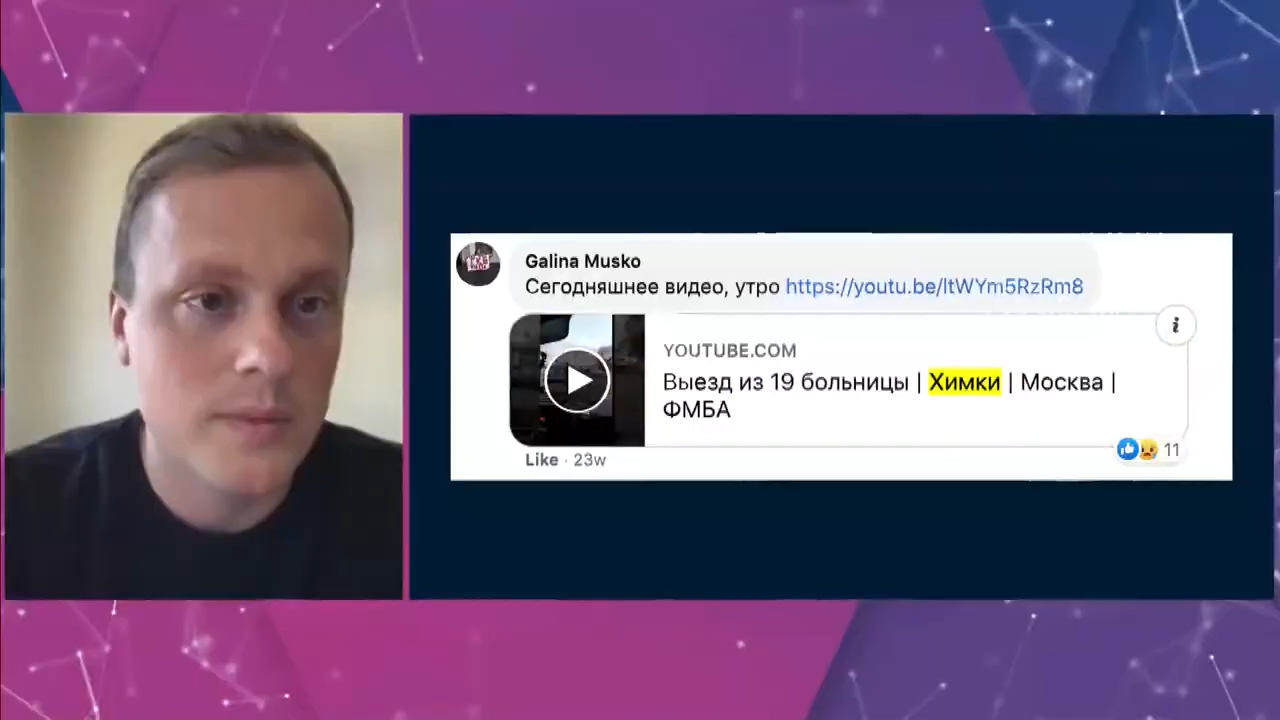 Galina Musko
Сегодняшнее видео, утро https://youtu.be/ltWYm5RzRm8
YOUTUBE.COM
Выезд из 19 больницы | Химки | Москва |
ФМБА
Like · 23w
11